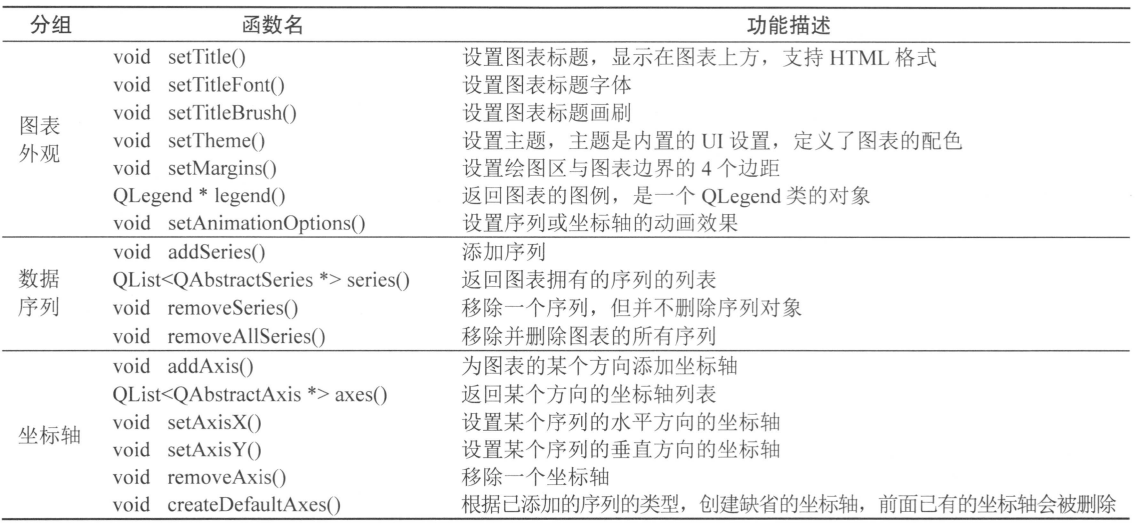 分组 函数名 功能描述
图表外观
void setTitle() 设置图表标题，显示在图表上方，支持 HTML 格式
void setTitleFont() 设置图表标题字体
void setTitleBrush() 设置图表标题画刷
void setTheme() 设置主题，主题是内置的 UI 设置，定义了图表的配色
void setMargins() 设置绘图区与图表边界的 4 个边距
QLegend * legend() 返回图表的图例，是一个 QLegend 类的对象
void setAnimationOptions() 设置序列或坐标轴的动画效果
数据序列
void addSeries() 添加序列
QList<QAbstractSeries *> series() 返回图表拥有的序列的列表
void removeSeries() 移除一个序列，但并不删除序列对象
void removeAllSeries() 移除并删除图表的所有序列
坐标轴
void addAxis() 为图表的某个方向添加坐标轴
QList<QAbstractAxis *> axes() 返回某个方向的坐标轴列表
void setAxisX() 设置某个序列的水平方向的坐标轴
void setAxisY() 设置某个序列的垂直方向的坐标轴
void removeAxis() 移除一个坐标轴
void createDefaultAxes() 根据已添加的序列的类型，创建缺省的坐标轴，前面已有的坐标轴会被删除